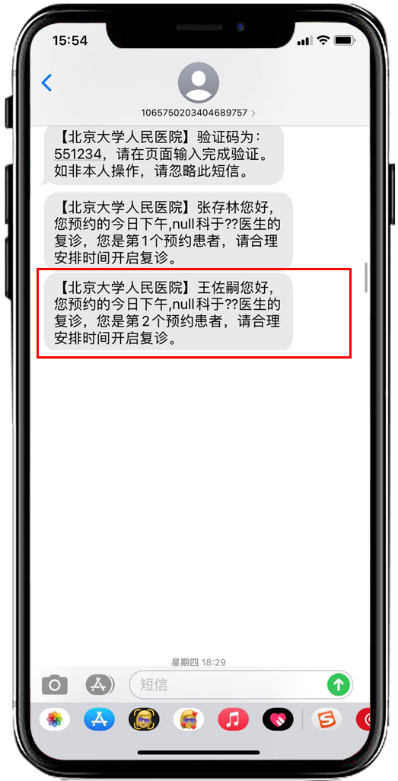 15:54
1065750203404689757
【北京大学人民医院】验证码为：
551234，请在页面输入完成验证。
如非本人操作，请忽略此短信。
【北京大学人民医院】张存林您好，
您预约的今日下午,null科于??医生的
复诊，您是第1个预约患者，请合理
安排时间开启复诊。
【北京大学人民医院】王佐嗣您好，
您预约的今日下午,null科于??医生的
复诊，您是第2个预约患者，请合理
安排时间开启复诊。
星期四 18:29
短信